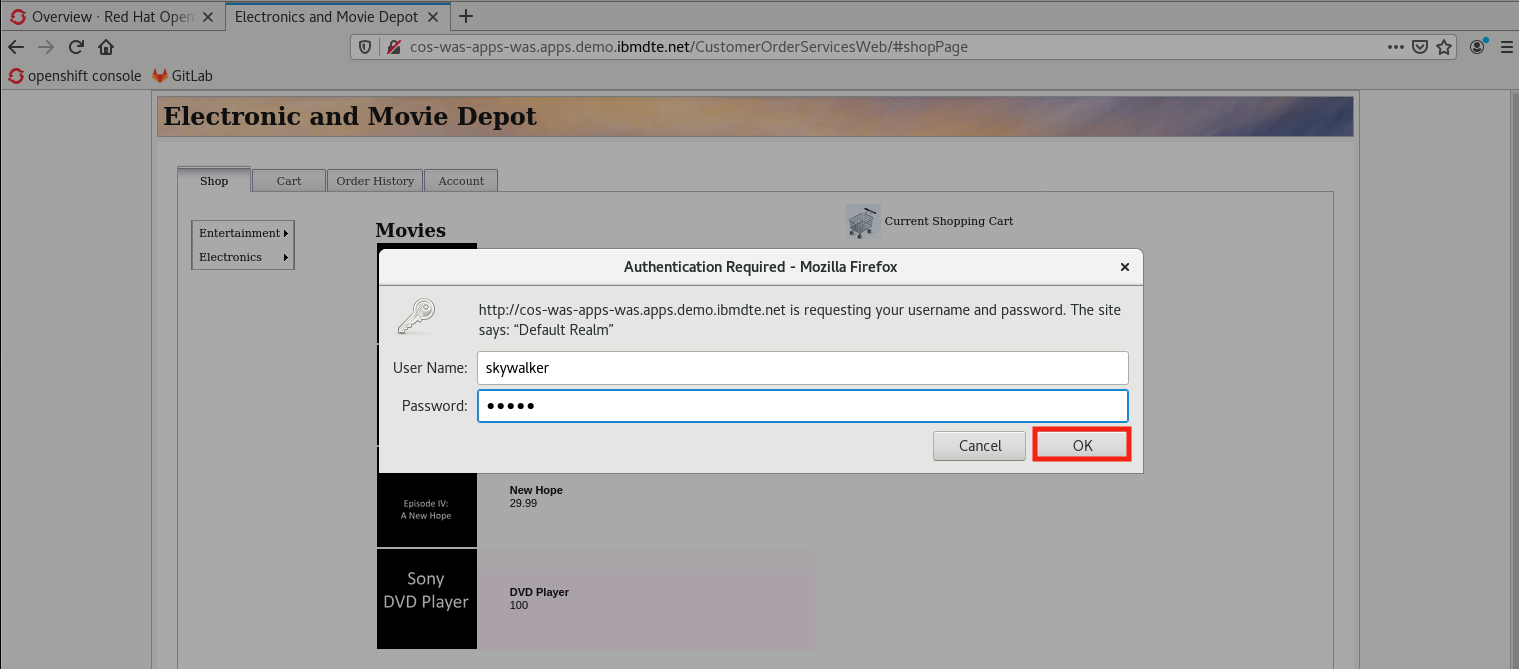 Overview · Red Hat Open
Electronics and Movie Depot
cos-was-apps-was.apps.demo.ibmdte.net/CustomerOrderServicesWeb/#shopPage
openshift console
GitLab
Electronic and Movie Depot
Shop
Cart
Order History
Account
Entertainment
Electronics
Movies
Current Shopping Cart
Authentication Required - Mozilla Firefox
http://cos-was-apps-was.apps.demo.ibmdte.net is requesting your username and password. The site
says: “Default Realm”
User Name:
skywalker
Password:
•••••
Cancel
OK
Episode IV:
A New Hope
New Hope
29.99
Sony
DVD Player
DVD Player
100